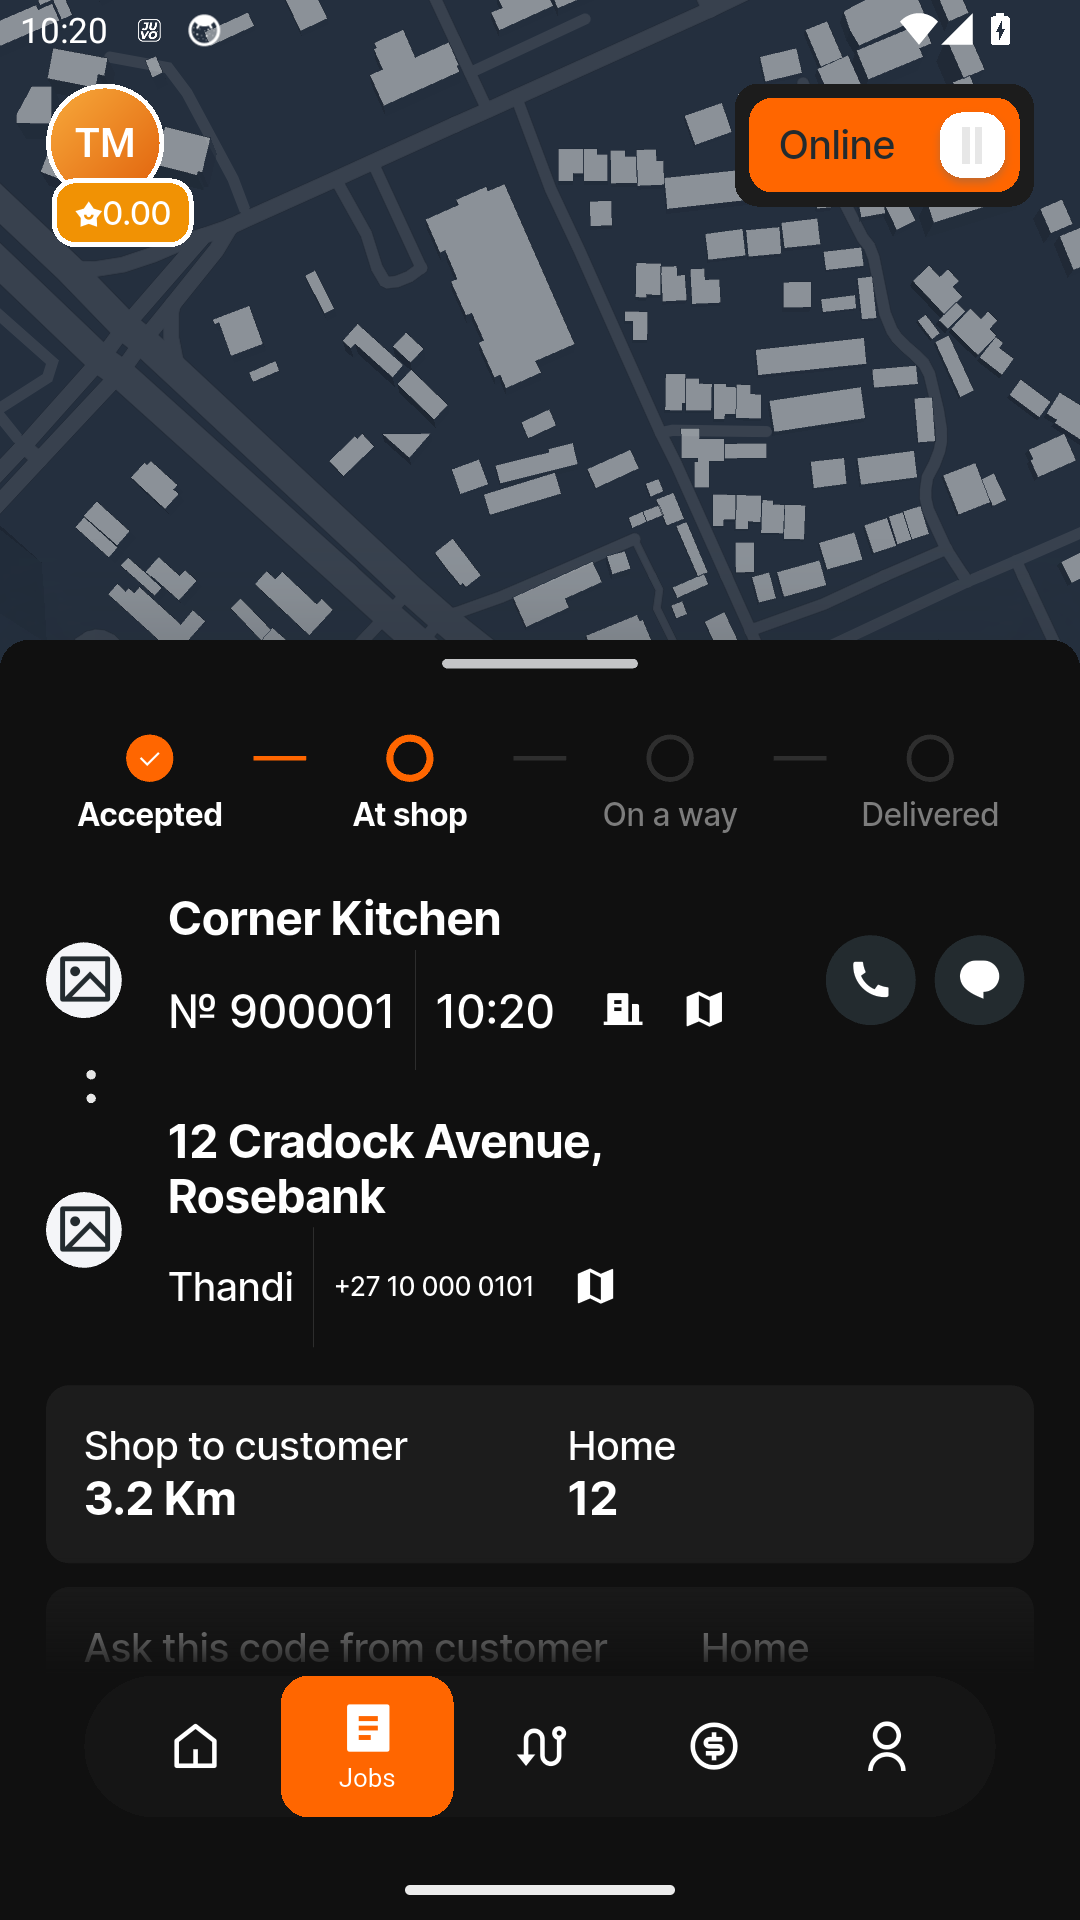 10:20
JUVO
TM
0.00
Online
Accepted
At shop
On a way
Delivered
Corner Kitchen
№ 900001
10:20
12 Cradock Avenue,
Rosebank
Thandi
+27 10 000 0101
Shop to customer
Home
3.2 Km
12
Ask this code from customer
Home
Jobs